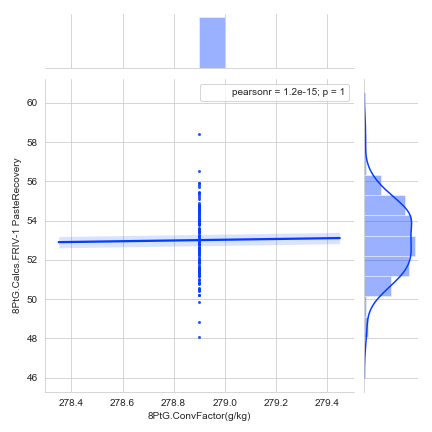 pearsonr = 1.2e-15; p = 1
60
58
56
54
52
50
48
46
8PtG.Calcs.FRIV-1 PasteRecovery
278.4 278.6 278.8 279.0 279.2 279.4
8PtG.ConvFactor(g/kg)